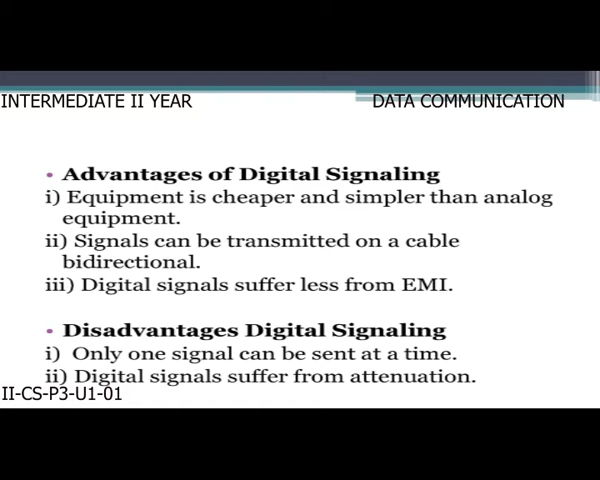 INTERMEDIATE II YEAR DATA COMMUNICATION
• Advantages of Digital Signaling
i) Equipment is cheaper and simpler than analog
equipment.
ii) Signals can be transmitted on a cable
bidirectional.
iii) Digital signals suffer less from EMI.
• Disadvantages Digital Signaling
i) Only one signal can be sent at a time.
ii) Digital signals suffer from attenuation.
II-CS-P3-U1-01